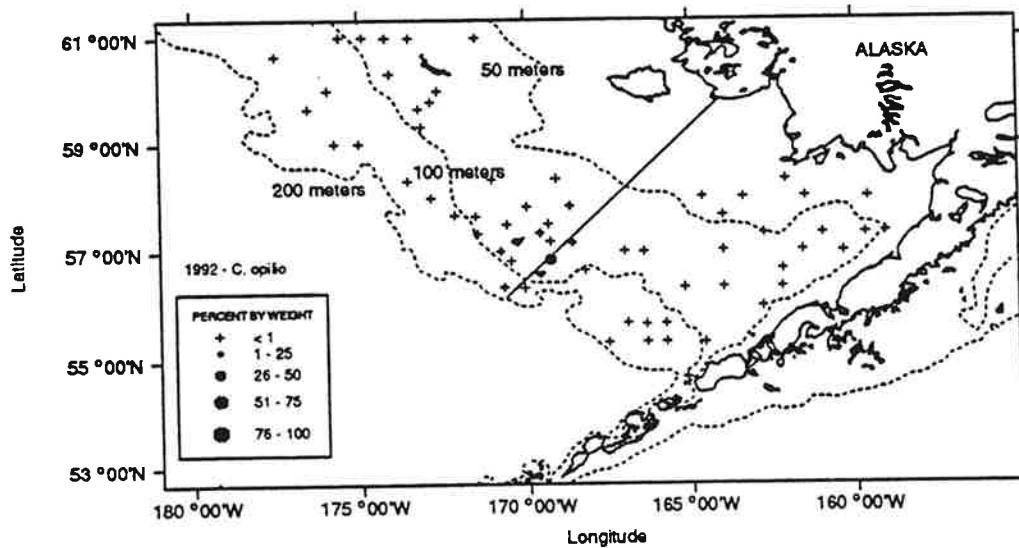 61 °00'N
59 °00'N
57 °00'N
55 °00'N
53 °00'N
Latitude
ALASKA
50 meters
100 meters
200 meters
1992 - C. opilio
PERCENT BY WEIGHT
+ < 1
1 - 25
26 - 50
51 - 75
76 - 100
180 °00'W
175 °00'W
170 °00'W
165 °00'W
160 °00'W
Longitude